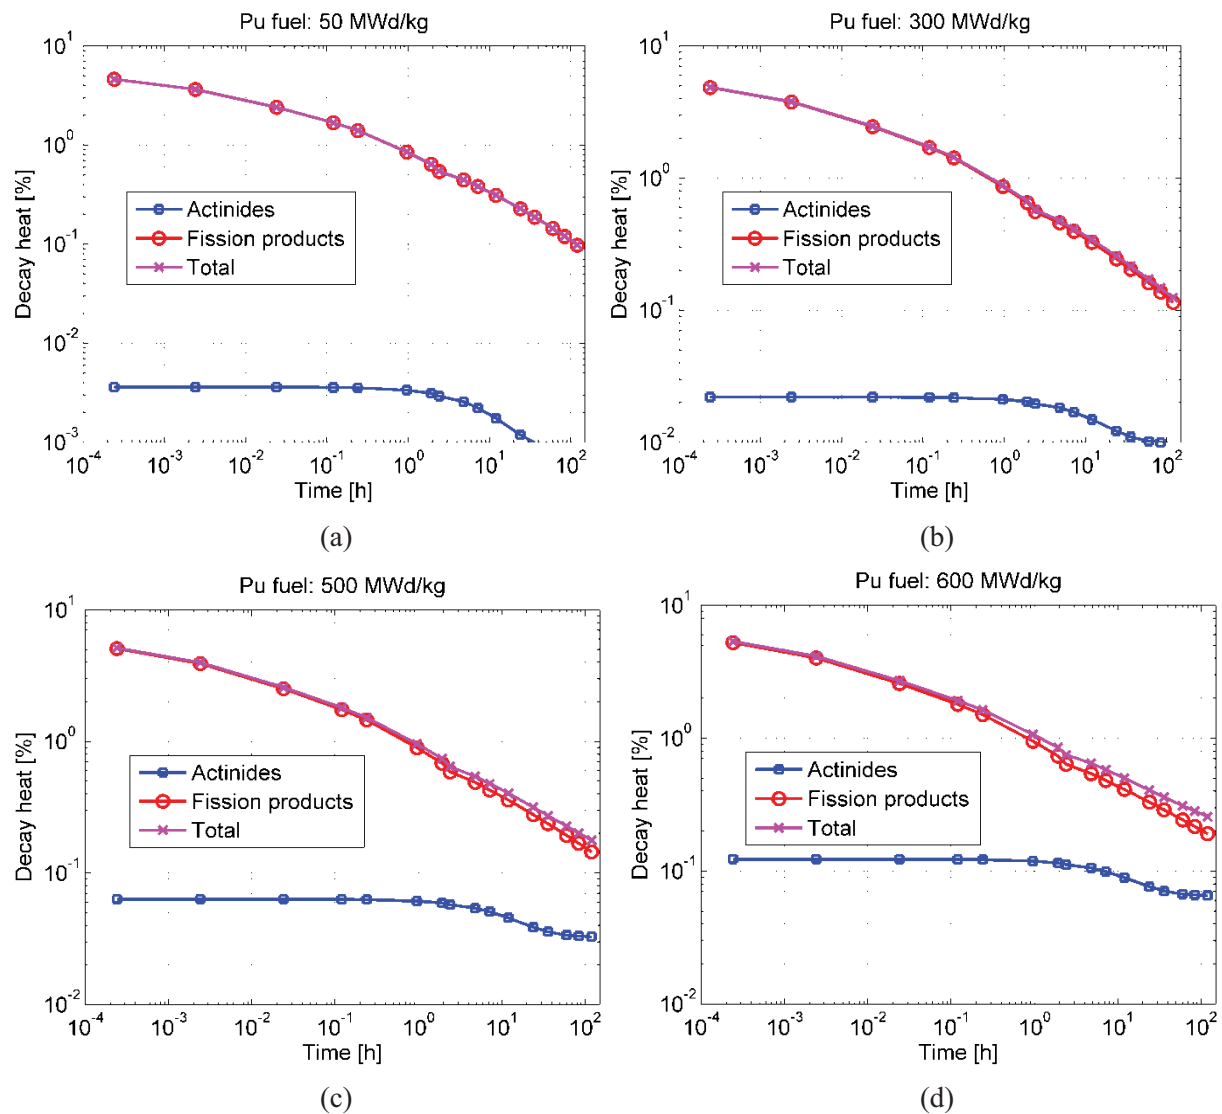 Pu fuel: 50 MWd/kg
10^1
10^0
10^-1
10^-2
10^-3
Decay heat [%]
Actinides
Fission products
Total
10^-4 10^-3 10^-2 10^-1 10^0 10^1 10^2
Time [h]
(a)
Pu fuel: 300 MWd/kg
10^1
10^0
10^-1
10^-2
Decay heat [%]
Actinides
Fission products
Total
10^-4 10^-3 10^-2 10^-1 10^0 10^1 10^2
Time [h]
(b)
Pu fuel: 500 MWd/kg
10^1
10^0
10^-1
10^-2
Decay heat [%]
Actinides
Fission products
Total
10^-4 10^-3 10^-2 10^-1 10^0 10^1 10^2
Time [h]
(c)
Pu fuel: 600 MWd/kg
10^1
10^0
10^-1
10^-2
Decay heat [%]
Actinides
Fission products
Total
10^-4 10^-3 10^-2 10^-1 10^0 10^1 10^2
Time [h]
(d)